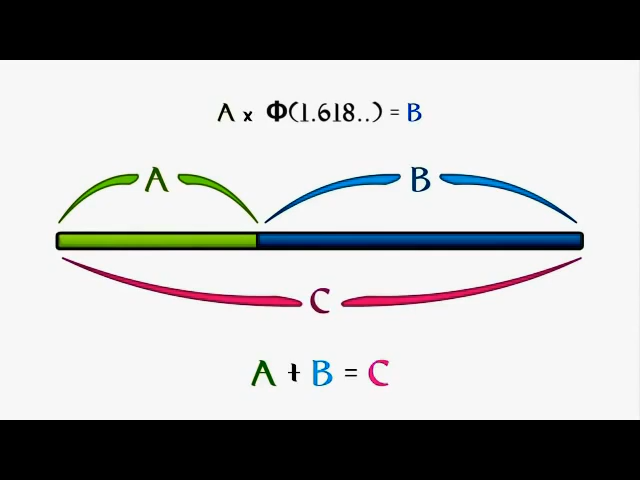 A x Φ(1.618..) = B
A B
C
A + B = C